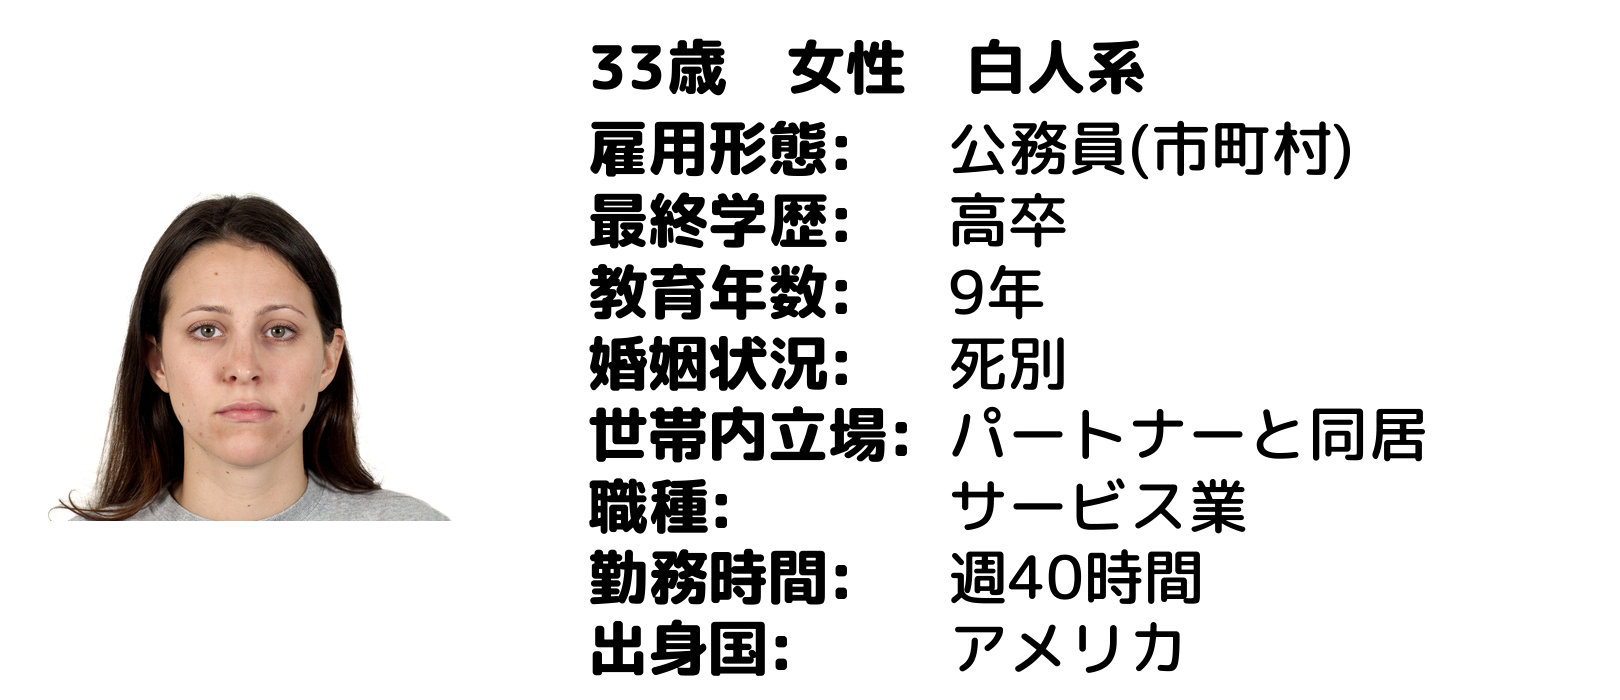 33歳　女性　白人系
雇用形態:　公務員(市町村)
最終学歴:　高卒
教育年数:　9年
婚姻状況:　死別
世帯内立場:　パートナーと同居
職種:　サービス業
勤務時間:　週40時間
出身国:　アメリカ